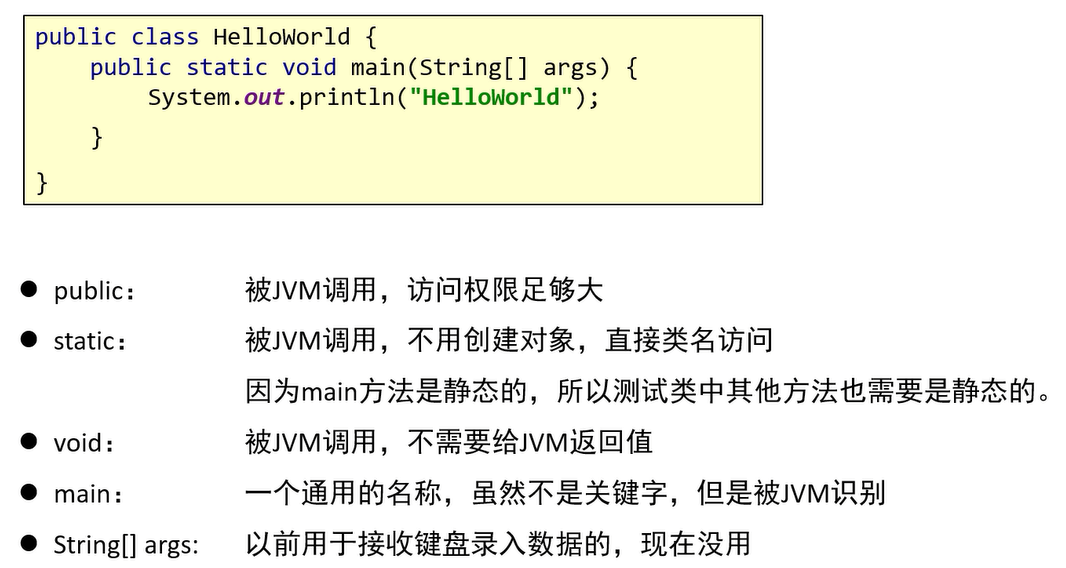 public class HelloWorld {
public static void main(String[] args) {
System.out.println("HelloWorld");
}
}
● public： 被JVM调用，访问权限足够大
● static： 被JVM调用，不用创建对象，直接类名访问
因为main方法是静态的，所以测试类中其他方法也需要是静态的。
● void： 被JVM调用，不需要给JVM返回值
● main： 一个通用的名称，虽然不是关键字，但是被JVM识别
● String[] args: 以前用于接收键盘录入数据的，现在没用